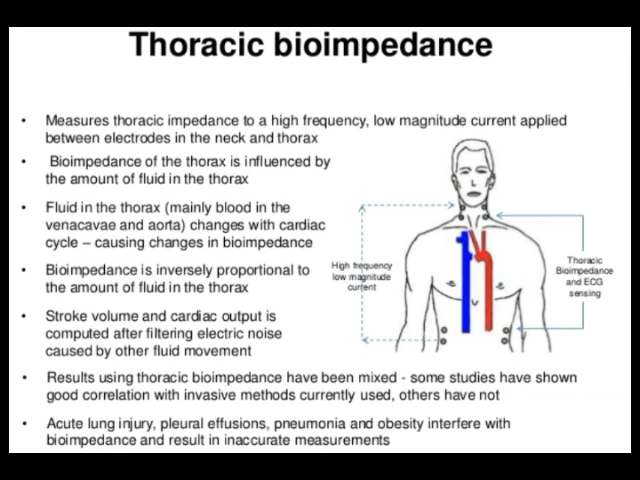 Thoracic bioimpedance
• Measures thoracic impedance to a high frequency, low magnitude current applied
between electrodes in the neck and thorax
• Bioimpedance of the thorax is influenced by
the amount of fluid in the thorax
• Fluid in the thorax (mainly blood in the
venacavae and aorta) changes with cardiac
cycle – causing changes in bioimpedance
• Bioimpedance is inversely proportional to
the amount of fluid in the thorax
• Stroke volume and cardiac output is
computed after filtering electric noise
caused by other fluid movement
High frequency
low magnitude
current
Thoracic
Bioimpedance
and ECG
sensing
• Results using thoracic bioimpedance have been mixed - some studies have shown
good correlation with invasive methods currently used, others have not
• Acute lung injury, pleural effusions, pneumonia and obesity interfere with
bioimpedance and result in inaccurate measurements